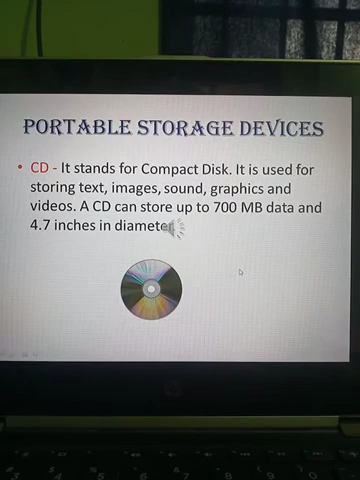 PORTABLE STORAGE DEVICES
• CD - It stands for Compact Disk. It is used for
storing text, images, sound, graphics and
videos. A CD can store up to 700 MB data and
4.7 inches in diameter.